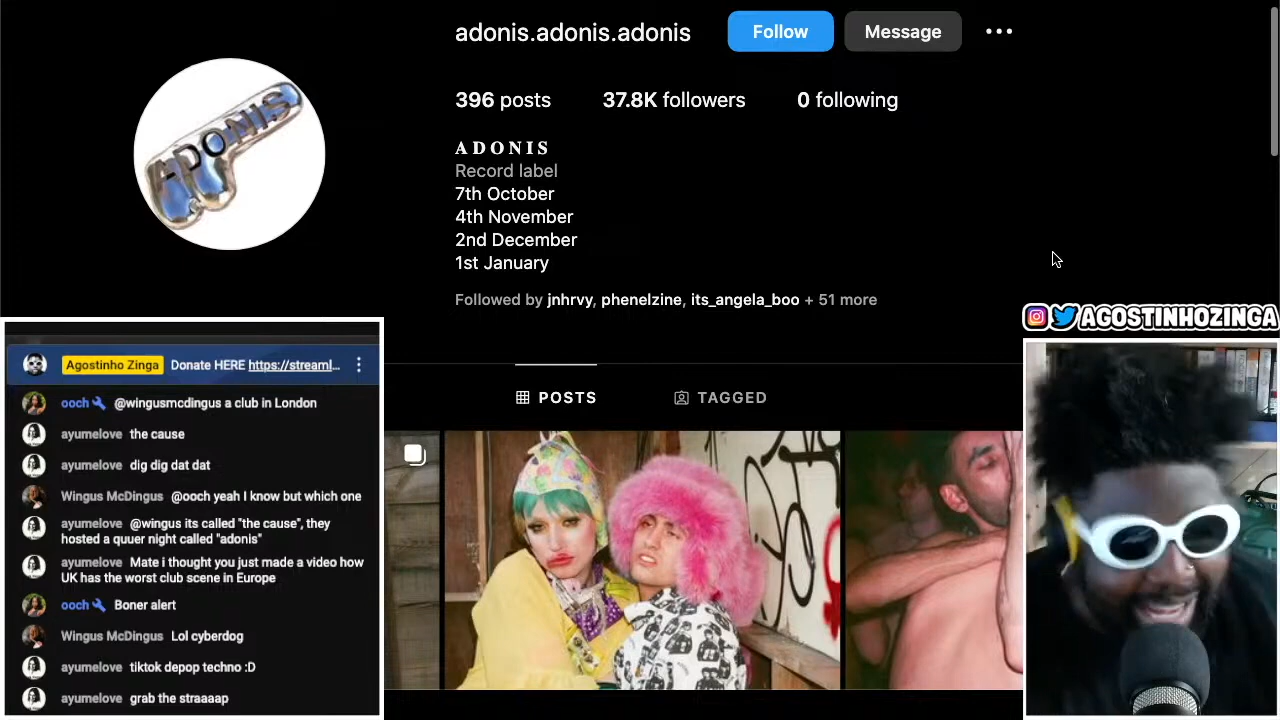 adonis.adonis.adonis
Follow
Message
396 posts
37.8K followers
0 following
ADONIS
ADONIS
Record label
7th October
4th November
2nd December
1st January
Followed by jnhrvy, phenelzine, its_angela_boo + 51 more
POSTS
TAGGED
AGOSTINHOZINGA
Agostinho Zinga Donate HERE https://streaml...
ooch @wingusmcdingus a club in London
ayumelove the cause
ayumelove dig dig dat dat
Wingus McDingus @ooch yeah I know but which one
ayumelove @wingus its called "the cause", they
hosted a quuer night called "adonis"
ayumelove Mate i thought you just made a video how
UK has the worst club scene in Europe
ooch Boner alert
Wingus McDingus Lol cyberdog
ayumelove tiktok depop techno :D
ayumelove grab the straaaap